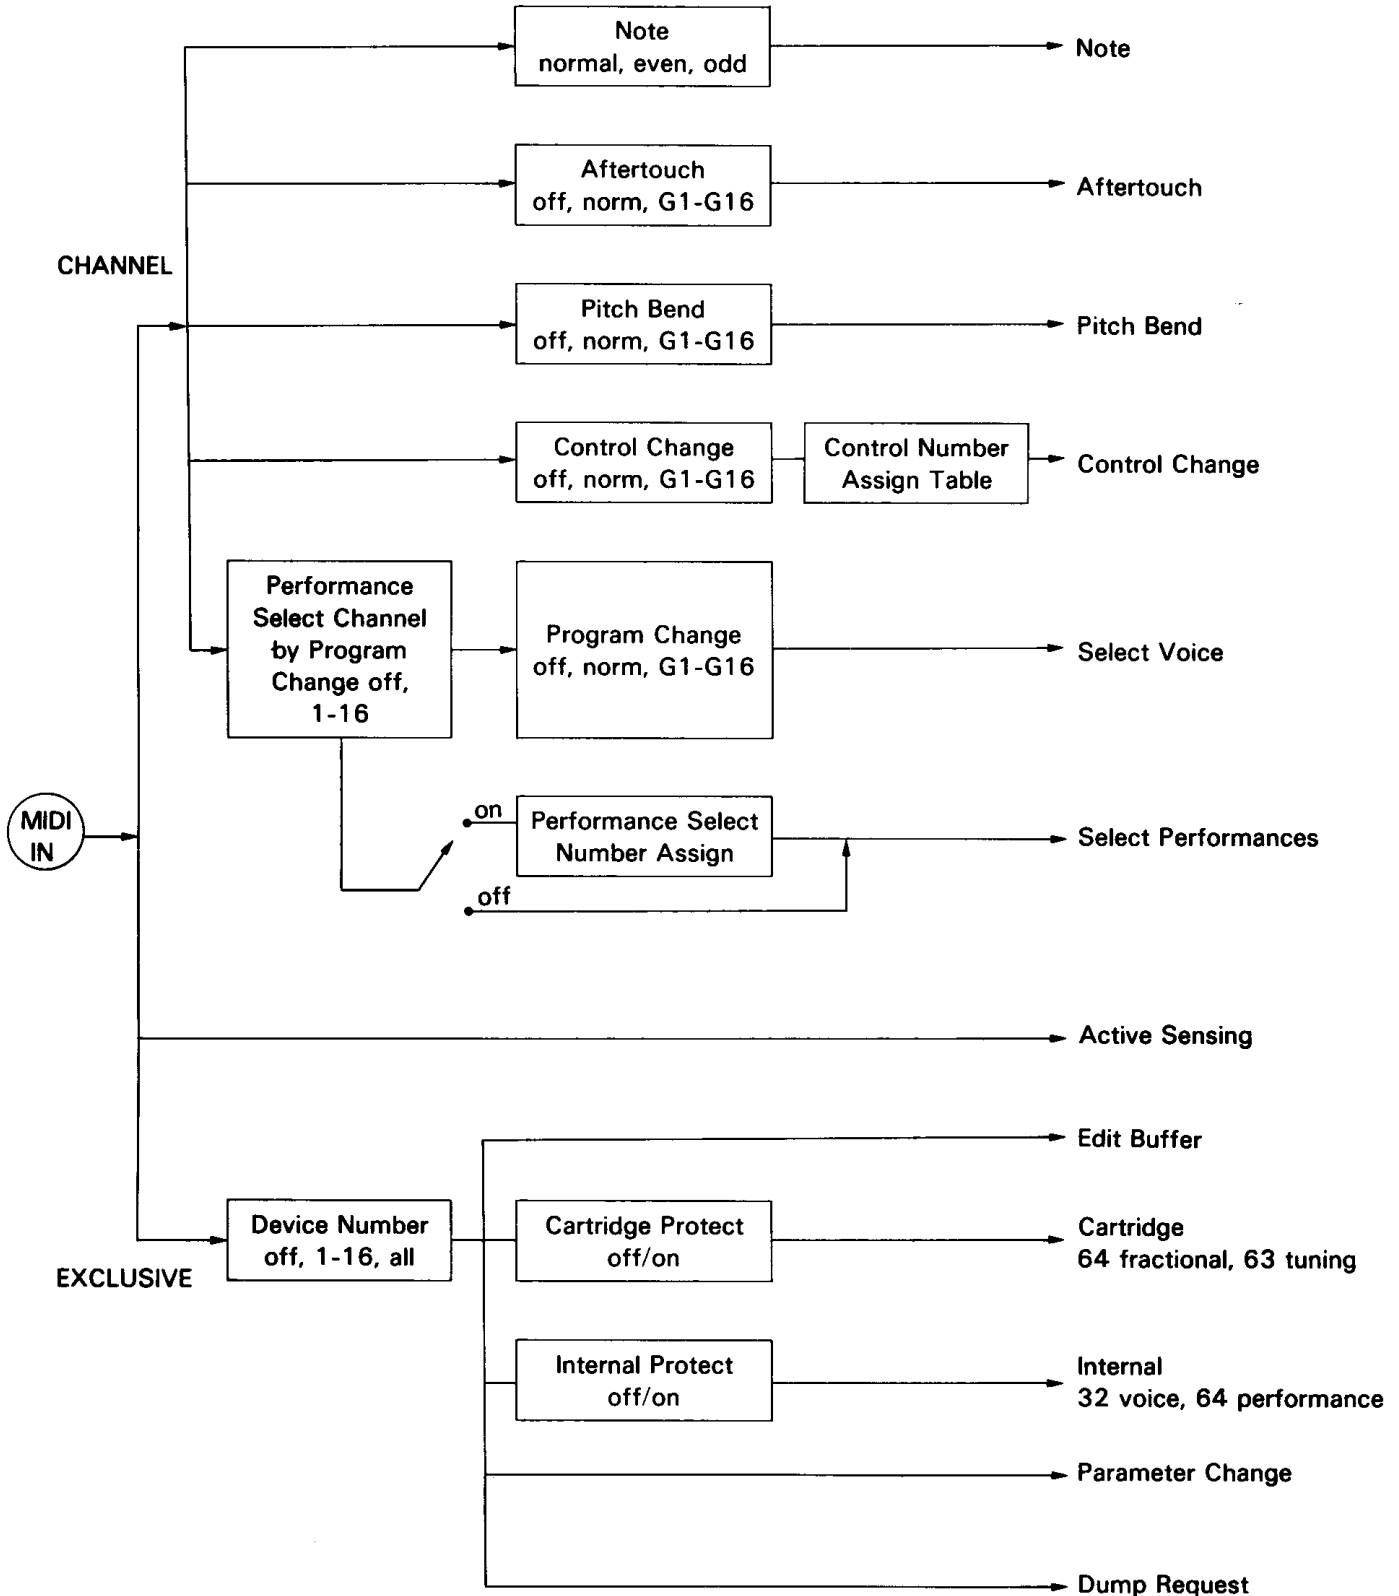 Note
normal, even, odd
Note
Aftertouch
off, norm, G1-G16
Aftertouch
CHANNEL
Pitch Bend
off, norm, G1-G16
Pitch Bend
Control Change
off, norm, G1-G16
Control Number
Assign Table
Control Change
Performance
Select Channel
by Program
Change off,
1-16
Program Change
off, norm, G1-G16
Select Voice
MIDI
IN
on
Performance Select
Number Assign
Select Performances
off
Active Sensing
Edit Buffer
Device Number
off, 1-16, all
EXCLUSIVE
Cartridge Protect
off/on
Cartridge
64 fractional, 63 tuning
Internal Protect
off/on
Internal
32 voice, 64 performance
Parameter Change
Dump Request